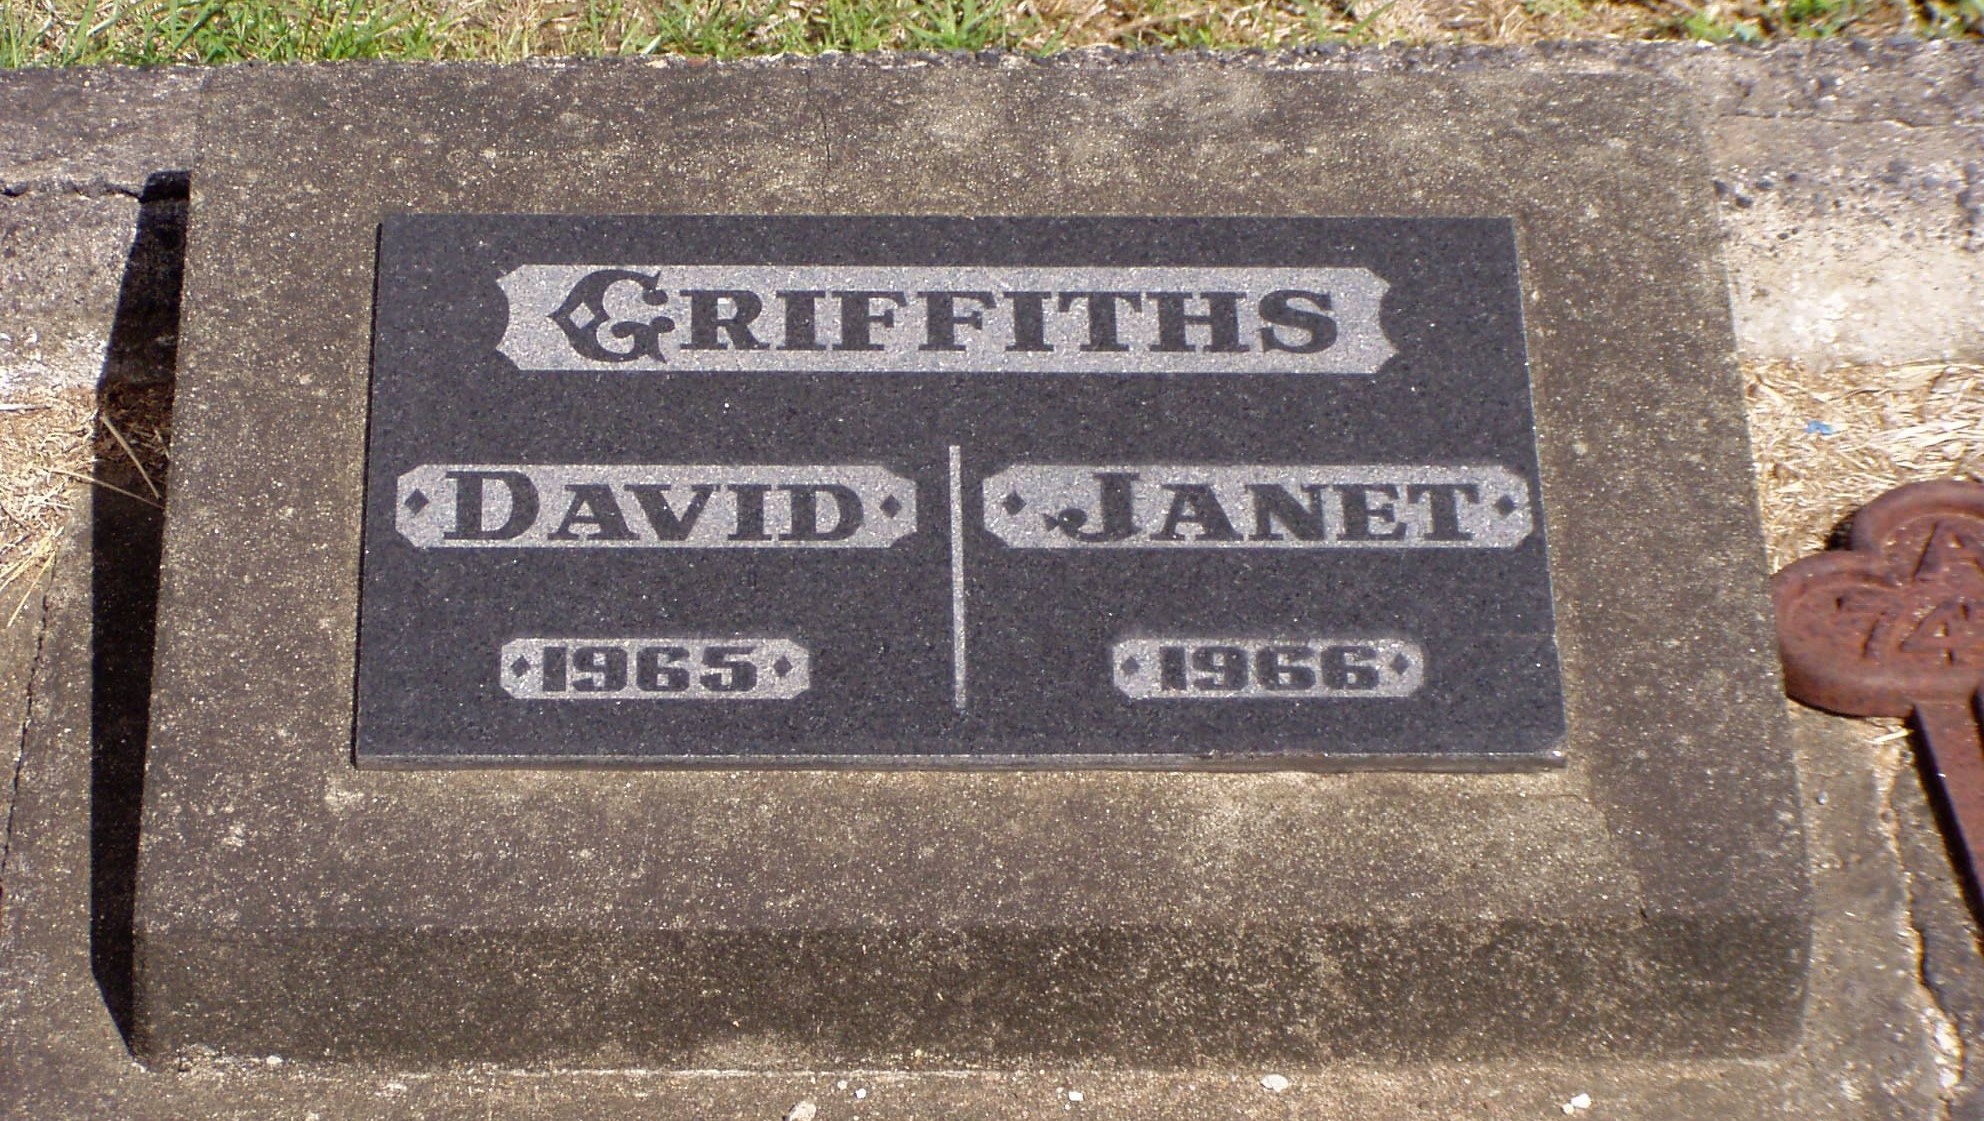 GRIFFITHS
DAVID JANET
1965 1966